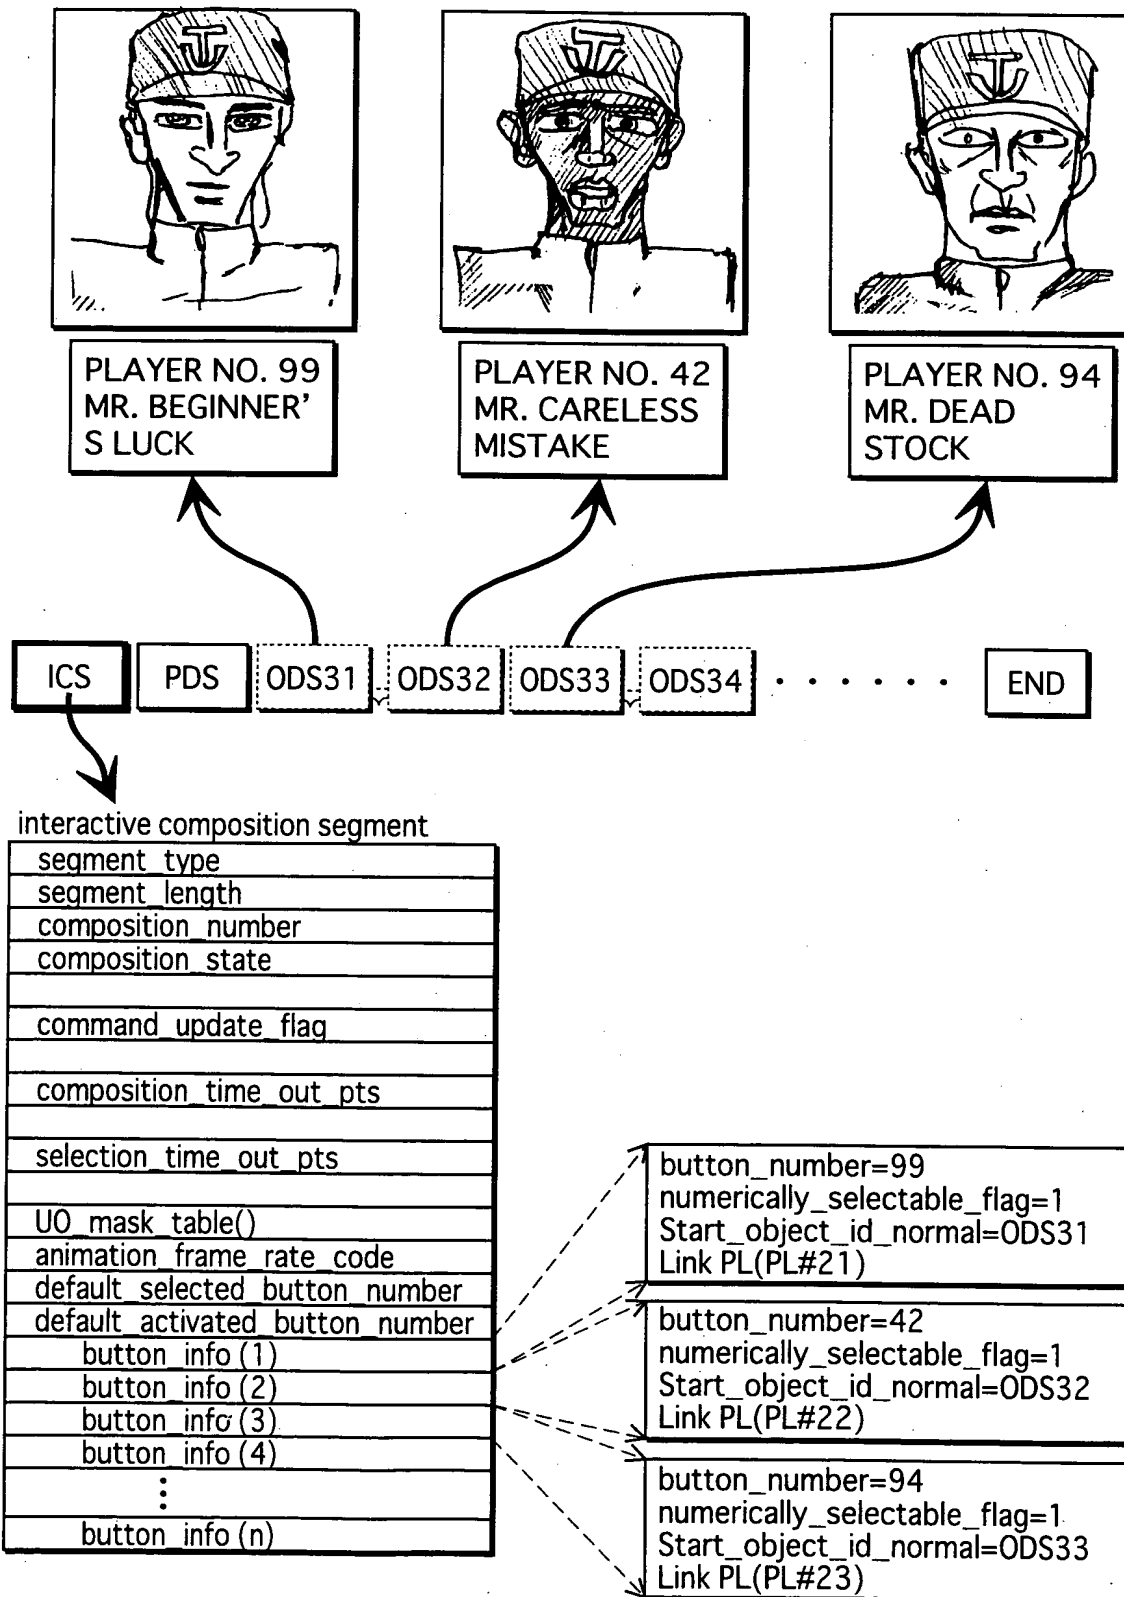 PLAYER NO. 99
MR. BEGINNER'
S LUCK
PLAYER NO. 42
MR. CARELESS
MISTAKE
PLAYER NO. 94
MR. DEAD
STOCK
ICS
PDS
ODS31
ODS32
ODS33
ODS34
. . . . . . .
END
interactive composition segment
segment_type
segment_length
composition_number
composition_state
command_update_flag
composition_time_out_pts
selection_time_out_pts
UO_mask_table()
animation_frame_rate_code
default_selected_button_number
default_activated_button_number
button_info (1)
button_info (2)
button_info (3)
button_info (4)
button_info (n)
button_number=99
numerically_selectable_flag=1
Start_object_id_normal=ODS31
Link PL(PL#21)
button_number=42
numerically_selectable_flag=1
Start_object_id_normal=ODS32
Link PL(PL#22)
button_number=94
numerically_selectable_flag=1
Start_object_id_normal=ODS33
Link PL(PL#23)